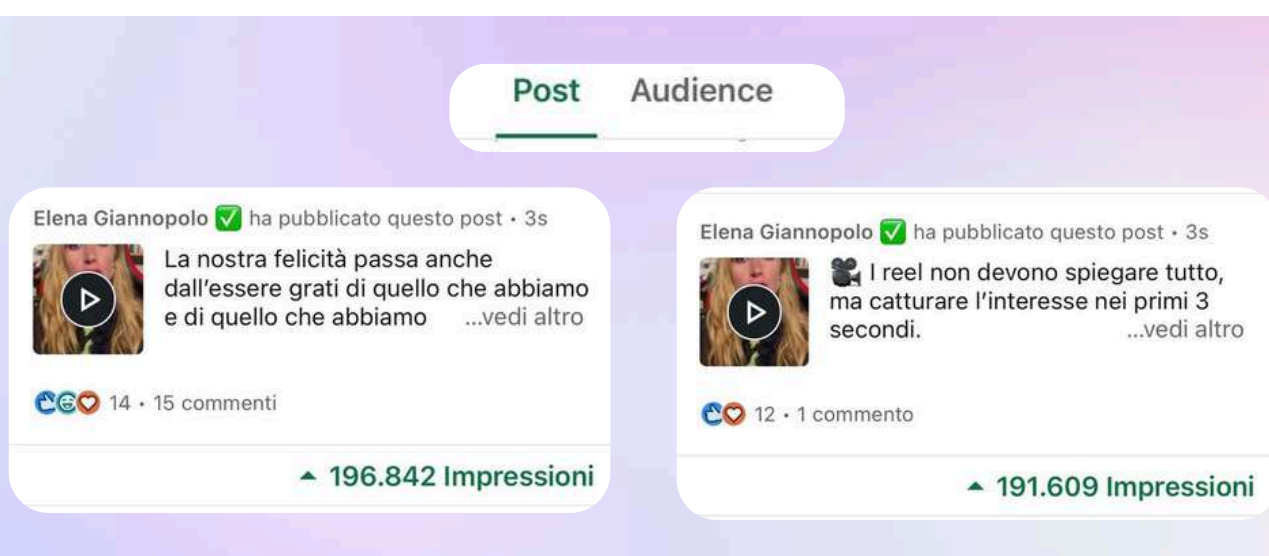 Post Audience
Elena Giannopolo ✅ ha pubblicato questo post • 3s
La nostra felicità passa anche
dall’essere grati di quello che abbiamo
e di quello che abbiamo ...vedi altro
14 • 15 commenti
196.842 Impressioni
Elena Giannopolo ✅ ha pubblicato questo post • 3s
🎥 I reel non devono spiegare tutto,
ma catturare l’interesse nei primi 3
secondi. ...vedi altro
12 • 1 commento
191.609 Impressioni